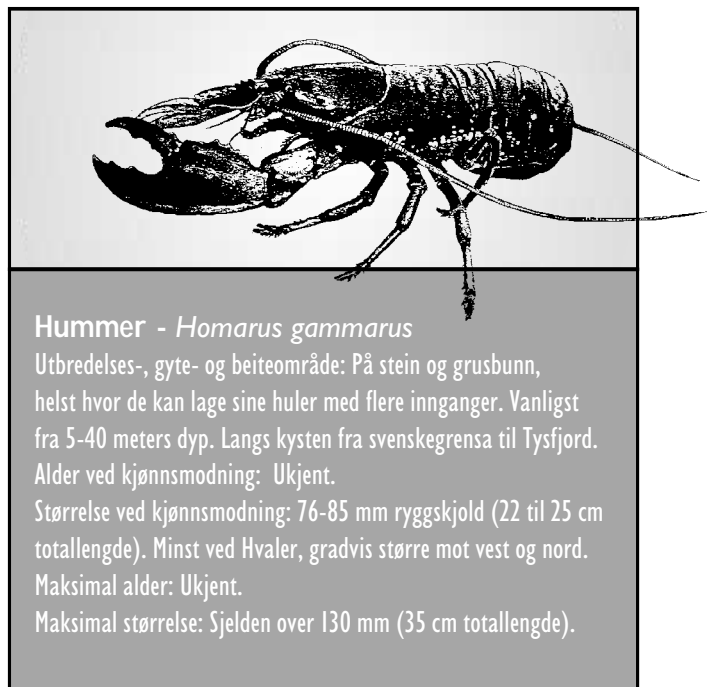 Hummer - Homarus gammarus
Utbredelses-, gyte- og beiteområde: På stein og grusbunn,
helst hvor de kan lage sine huler med flere innganger. Vanligst
fra 5-40 meters dyp. Langs kysten fra svenskegrensa til Tysfjord.
Alder ved kjønnsmodning: Ukjent.
Størrelse ved kjønnsmodning: 76-85 mm ryggskjold (22 til 25 cm
totallengde). Minst ved Hvaler, gradvis større mot vest og nord.
Maksimal alder: Ukjent.
Maksimal størrelse: Sjelden over 130 mm (35 cm totallengde).